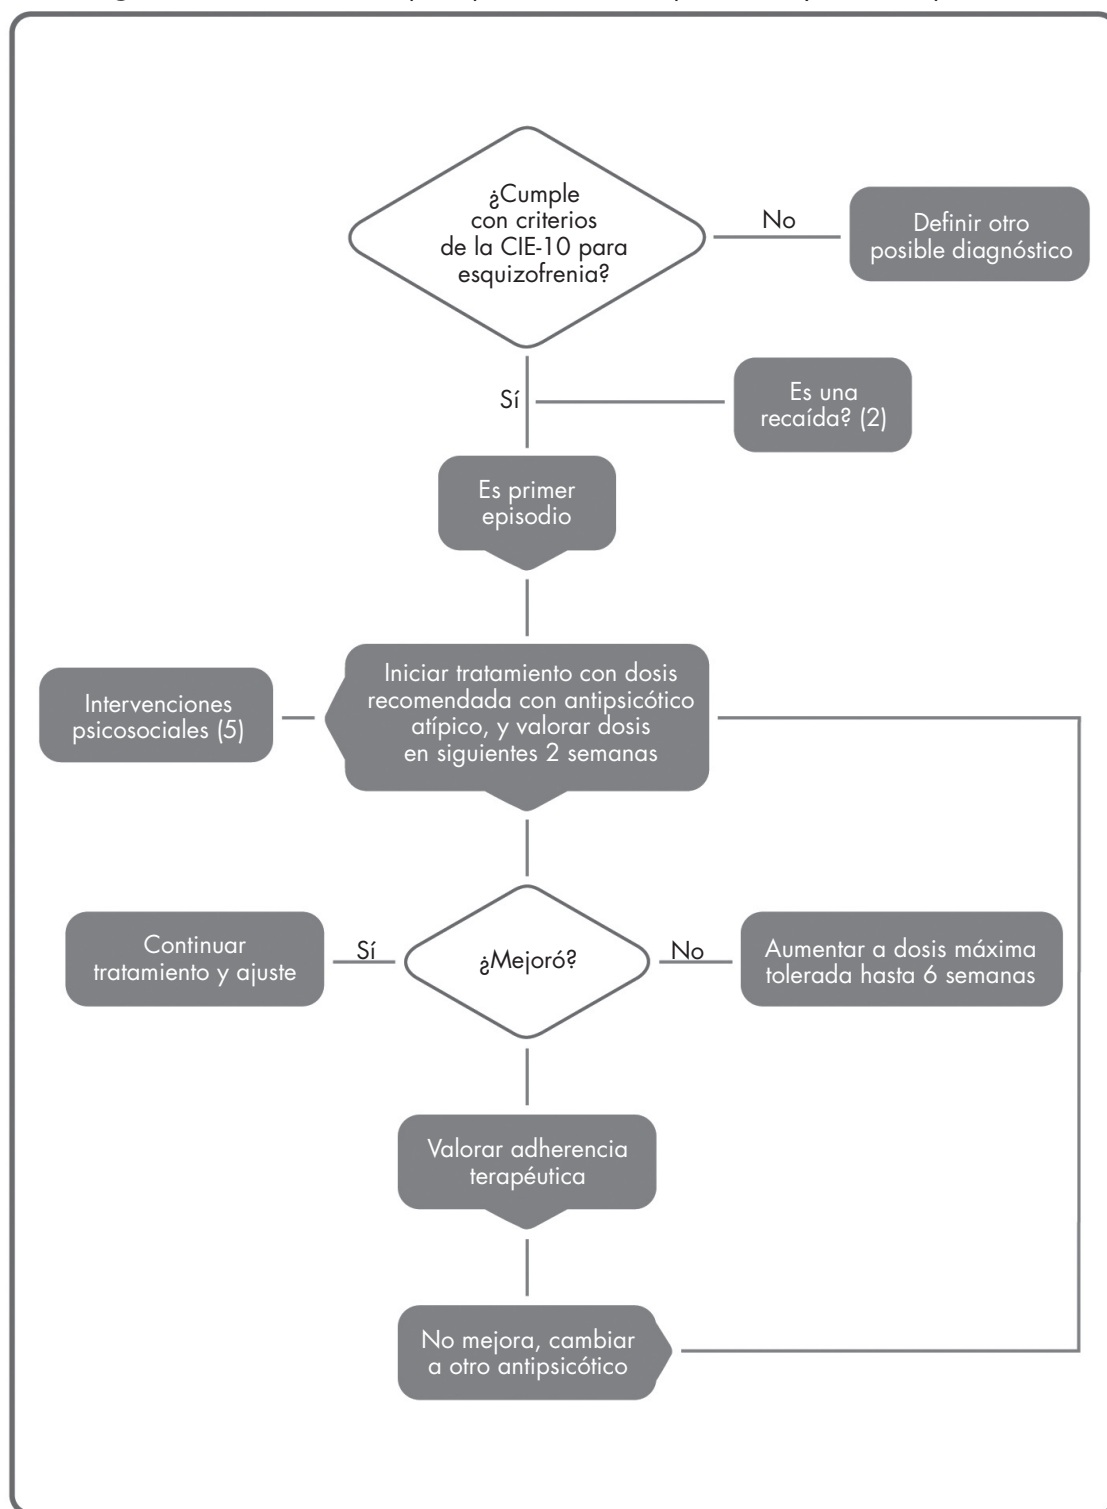 ¿Cumple
con criterios
de la CIE-10 para
esquizofrenia?
No
Definir otro
posible diagnóstico
Sí
Es una
recaída? (2)
Es primer
episodio
Iniciar tratamiento con dosis
recomendada con antipsicótico
atípico, y valorar dosis
en siguientes 2 semanas
Intervenciones
psicosociales (5)
Continuar
tratamiento y ajuste
Sí
¿Mejoró?
No
Aumentar a dosis máxima
tolerada hasta 6 semanas
Valorar adherencia
terapéutica
No mejora, cambiar
a otro antipsicótico